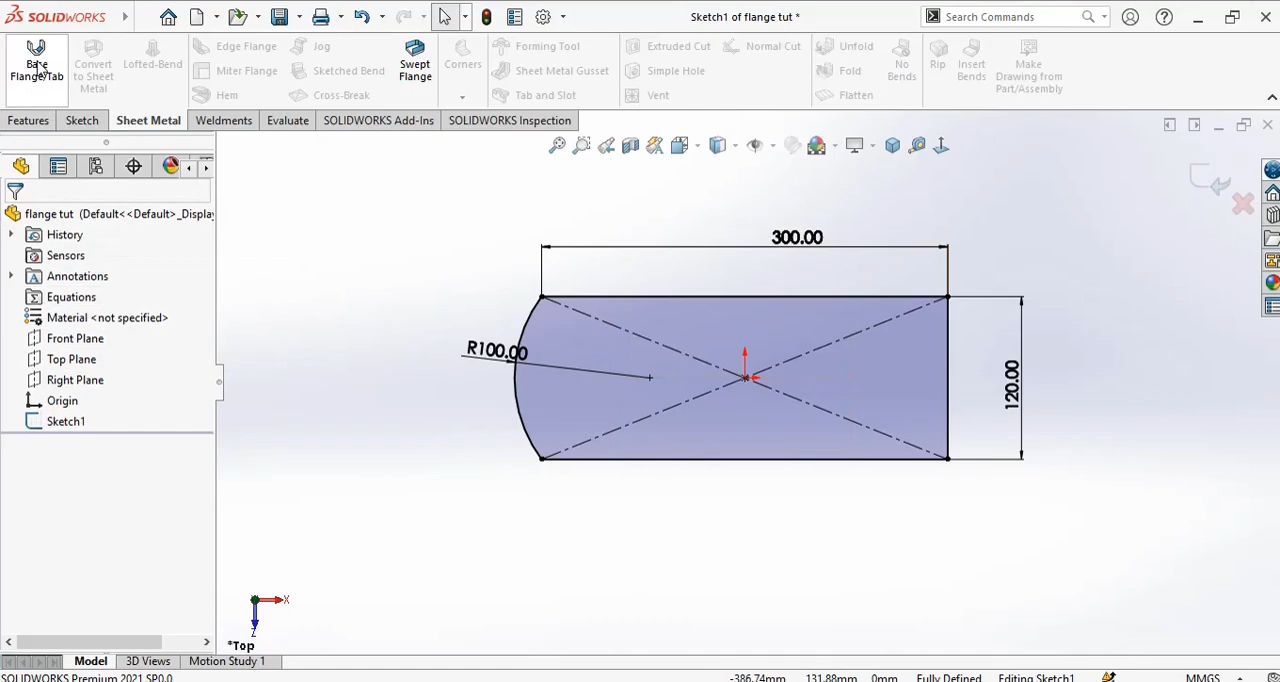 SOLIDWORKS
Sketch1 of flange tut *
Search Commands
Base
Flange/Tab
Convert
to Sheet
Metal
Lofted-Bend
Edge Flange
Miter Flange
Hem
Jog
Sketched Bend
Cross-Break
Swept
Flange
Corners
Forming Tool
Sheet Metal Gusset
Tab and Slot
Extruded Cut
Simple Hole
Vent
Normal Cut
Unfold
Fold
Flatten
No
Bends
Rip
Insert
Bends
Make
Drawing from
Part/Assembly
Features
Sketch
Sheet Metal
Weldments
Evaluate
SOLIDWORKS Add-Ins
SOLIDWORKS Inspection
flange tut (Default<<Default>_Display
History
Sensors
Annotations
Equations
Material <not specified>
Front Plane
Top Plane
Right Plane
Origin
Sketch1
300.00
R100.00
120.00
X
Z
*Top
Model
3D Views
Motion Study 1
SOLIDWORKS Premium 2021 SP0.0
-386.74mm
131.88mm
0mm
Fully Defined
Editing Sketch1
MMGS